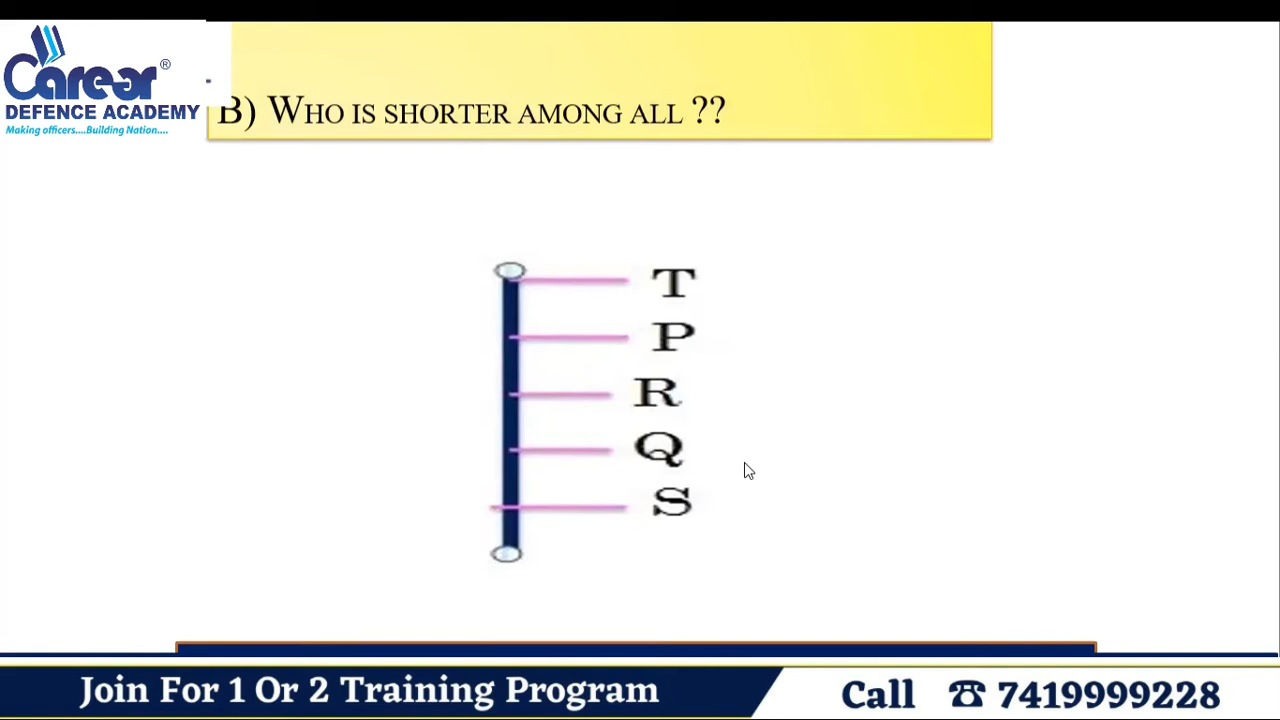 Carear®
DEFENCE ACADEMY
Making officers....Building Nation....
B) WHO IS SHORTER AMONG ALL ??
T
P
R
Q
S
Join For 1 Or 2 Training Program
Call ☎ 7419999228